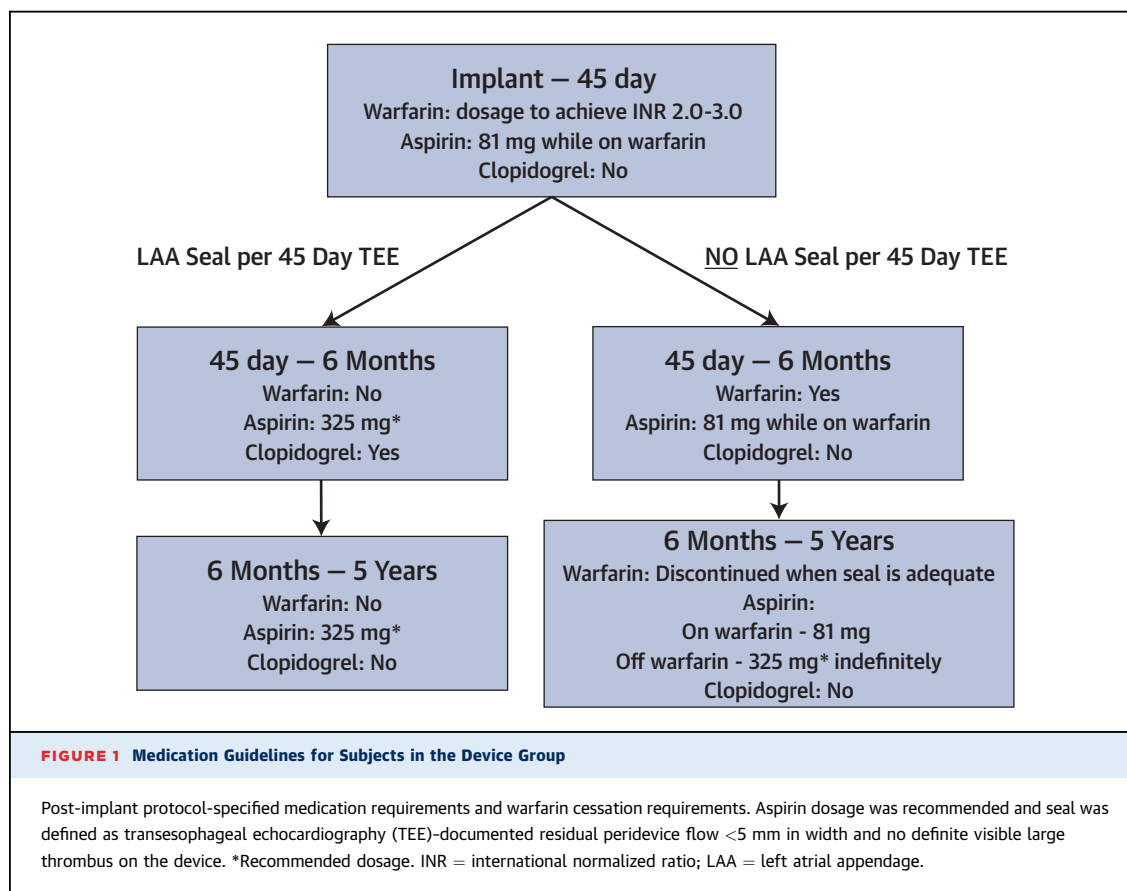 Implant – 45 day
Warfarin: dosage to achieve INR 2.0-3.0
Aspirin: 81 mg while on warfarin
Clopidogrel: No
LAA Seal per 45 Day TEE
NO LAA Seal per 45 Day TEE
45 day – 6 Months
Warfarin: No
Aspirin: 325 mg*
Clopidogrel: Yes
45 day – 6 Months
Warfarin: Yes
Aspirin: 81 mg while on warfarin
Clopidogrel: No
6 Months – 5 Years
Warfarin: No
Aspirin: 325 mg*
Clopidogrel: No
6 Months – 5 Years
Warfarin: Discontinued when seal is adequate
Aspirin:
On warfarin - 81 mg
Off warfarin - 325 mg* indefinitely
Clopidogrel: No
FIGURE 1 Medication Guidelines for Subjects in the Device Group
Post-implant protocol-specified medication requirements and warfarin cessation requirements. Aspirin dosage was recommended and seal was
defined as transesophageal echocardiography (TEE)-documented residual peridevice flow <5 mm in width and no definite visible large
thrombus on the device. *Recommended dosage. INR = international normalized ratio; LAA = left atrial appendage.